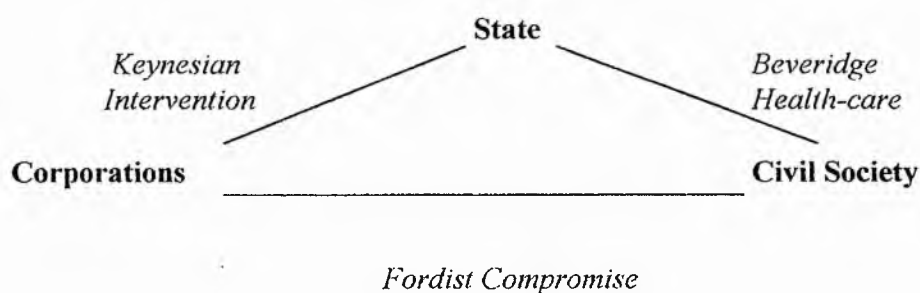 State
Keynesian
Intervention
Beveridge
Health-care
Corporations
Civil Society
Fordist Compromise